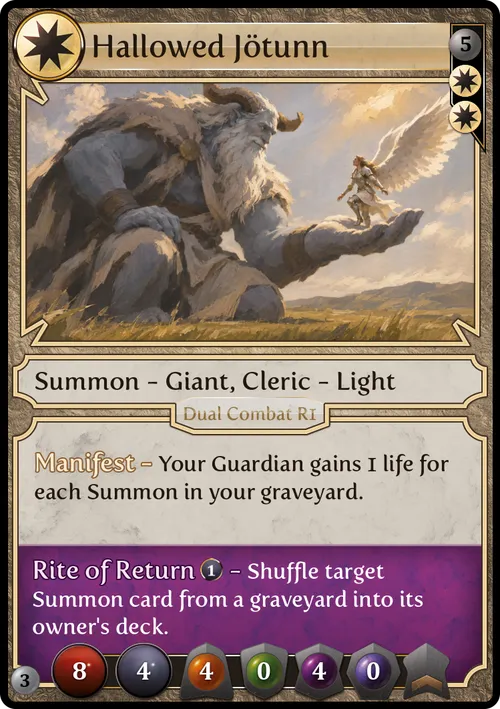 Hallowed Jötunn
5
Summon – Giant, Cleric – Light
Dual Combat R1
Manifest – Your Guardian gains 1 life for
each Summon in your graveyard.
Rite of Return 1 – Shuffle target
Summon card from a graveyard into its
owner's deck.
3 8* 4* 4 0 4 0